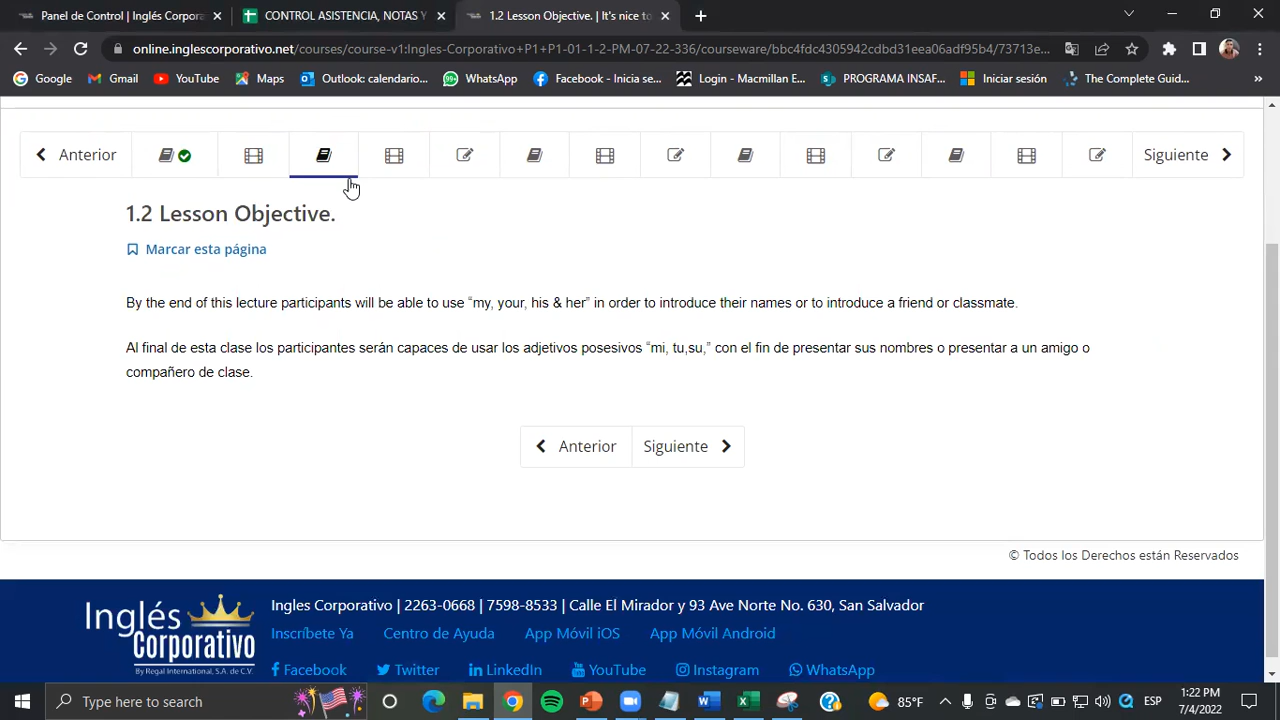 Panel de Control | Inglés Corpora
CONTROL ASISTENCIA, NOTAS Y
1.2 Lesson Objective. | It's nice to
online.inglescorporativo.net/courses/course-v1:Ingles-Corporativo+P1+P1-01-1-2-PM-07-22-336/courseware/bbc4fdc4305942cdbd31eea06adf95b4/73713e...
Google
Gmail
YouTube
Maps
Outlook: calendario...
99+
WhatsApp
Facebook - Inicia se...
Login - Macmillan E...
PROGRAMA INSAF...
Iniciar sesión
The Complete Guid...
»
Anterior
Siguiente
1.2 Lesson Objective.
Marcar esta página
By the end of this lecture participants will be able to use “my, your, his & her” in order to introduce their names or to introduce a friend or classmate.
Al final de esta clase los participantes serán capaces de usar los adjetivos posesivos “mi, tu,su,” con el fin de presentar sus nombres o presentar a un amigo o
compañero de clase.
Anterior
Siguiente
© Todos los Derechos están Reservados
Inglés
Corporativo
By Regal International, S.A. de C.V.
Ingles Corporativo | 2263-0668 | 7598-8533 | Calle El Mirador y 93 Ave Norte No. 630, San Salvador
Inscríbete Ya
Centro de Ayuda
App Móvil iOS
App Móvil Android
Facebook
Twitter
LinkedIn
YouTube
Instagram
WhatsApp
Type here to search
85°F
ESP
1:22 PM
7/4/2022